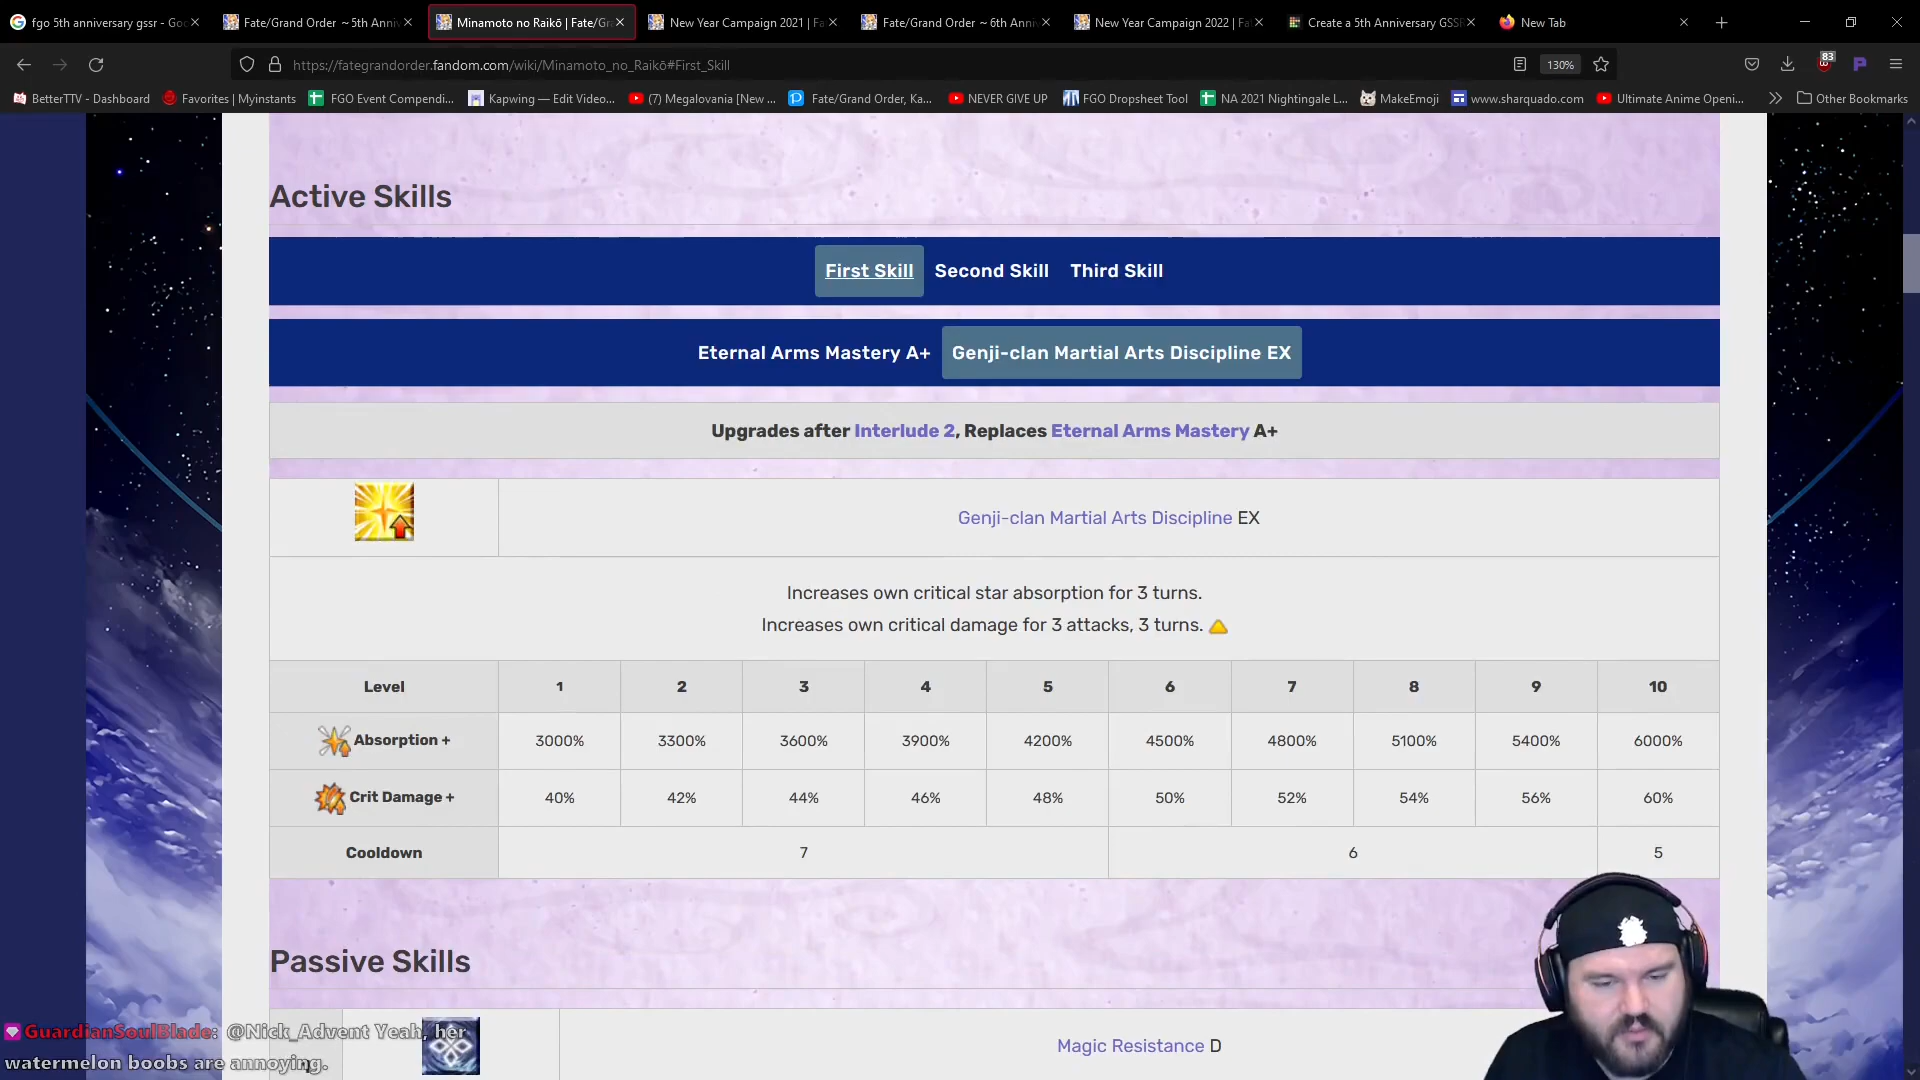 fgo 5th anniversary gssr - Goo
Fate/Grand Order ~5th Anniv
Minamoto no Raikō | Fate/Gra
New Year Campaign 2021 | Fa
Fate/Grand Order ~6th Anniv
New Year Campaign 2022 | Fat
Create a 5th Anniversary GSSR
New Tab
https://fategrandorder.fandom.com/wiki/Minamoto_no_Raikō#First_Skill
130%
83
BetterTTV - Dashboard
Favorites | Myinstants
FGO Event Compendi...
Kapwing — Edit Video...
(7) Megalovania [New ...
Fate/Grand Order, Ka...
NEVER GIVE UP
FGO Dropsheet Tool
NA 2021 Nightingale L...
MakeEmoji
www.sharquado.com
Ultimate Anime Openi...
Other Bookmarks
Active Skills
First Skill Second Skill Third Skill
Eternal Arms Mastery A+ Genji-clan Martial Arts Discipline EX
Upgrades after Interlude 2, Replaces Eternal Arms Mastery A+
Genji-clan Martial Arts Discipline EX
Increases own critical star absorption for 3 turns.
Increases own critical damage for 3 attacks, 3 turns.
Level 1 2 3 4 5 6 7 8 9 10
Absorption + 3000% 3300% 3600% 3900% 4200% 4500% 4800% 5100% 5400% 6000%
Crit Damage + 40% 42% 44% 46% 48% 50% 52% 54% 56% 60%
Cooldown 7 6 5
Passive Skills
Magic Resistance D
GuardianSoulBlade: @Nick_Advent Yeah, her
watermelon boobs are annoying.